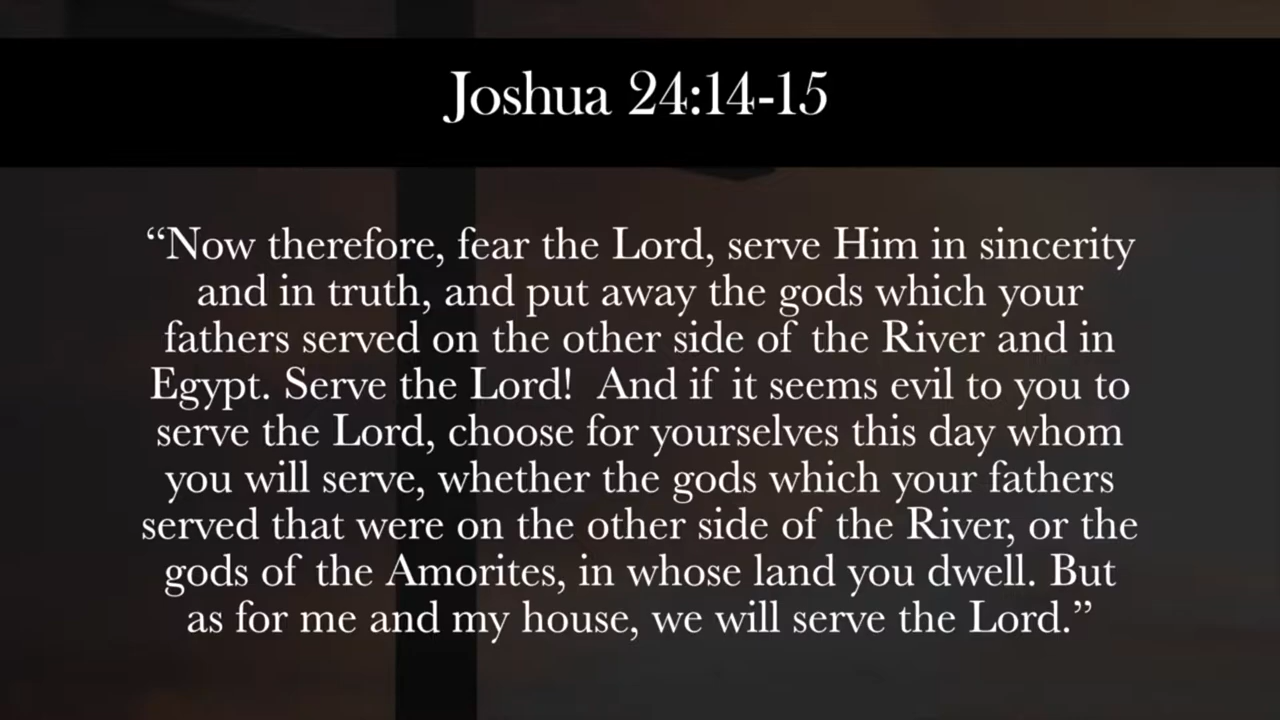 Joshua 24:14-15
“Now therefore, fear the Lord, serve Him in sincerity
and in truth, and put away the gods which your
fathers served on the other side of the River and in
Egypt. Serve the Lord!  And if it seems evil to you to
serve the Lord, choose for yourselves this day whom
you will serve, whether the gods which your fathers
served that were on the other side of the River, or the
gods of the Amorites, in whose land you dwell. But
as for me and my house, we will serve the Lord.”